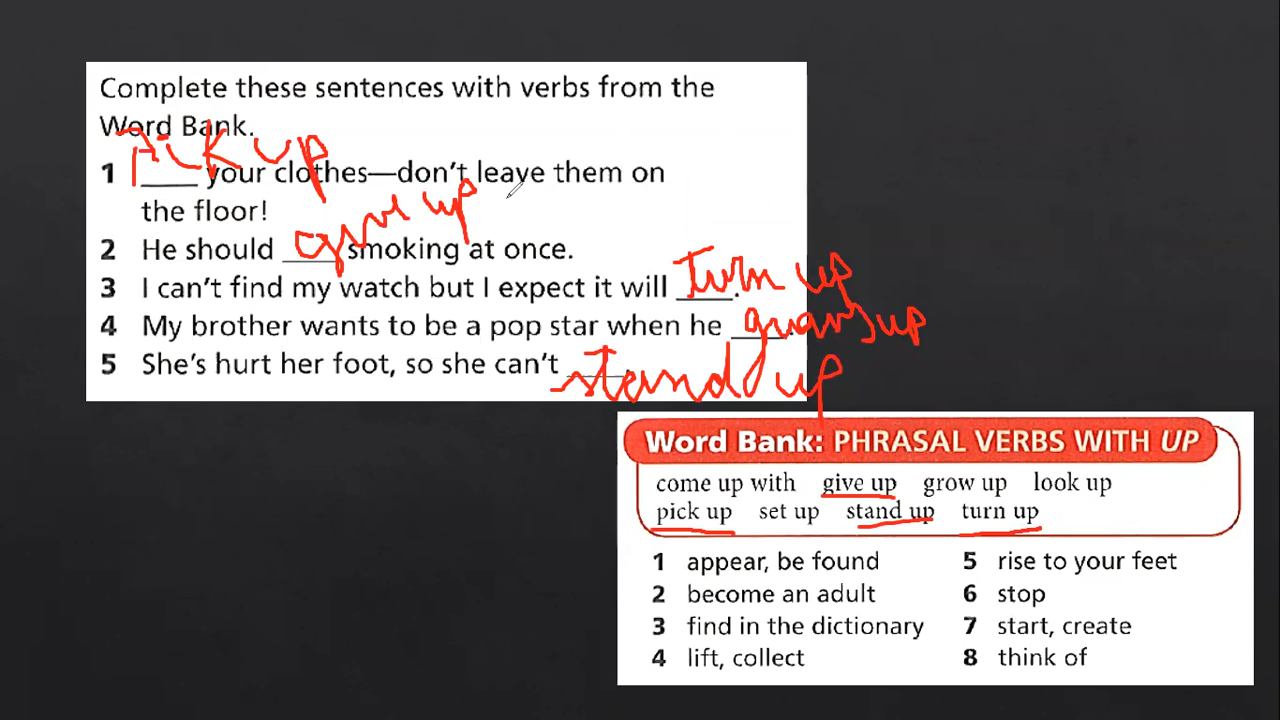 Complete these sentences with verbs from the
Word Bank.
Pick up
1 ____ your clothes—don't leave them on
the floor!
give up
2 He should ____ smoking at once.
turn up
3 I can't find my watch but I expect it will ____.
4 My brother wants to be a pop star when he ____.
up
5 She's hurt her foot, so she can't ____.
stand up
Word Bank: PHRASAL VERBS WITH UP
come up with give up grow up look up
pick up set up stand up turn up
1 appear, be found 5 rise to your feet
2 become an adult 6 stop
3 find in the dictionary 7 start, create
4 lift, collect 8 think of